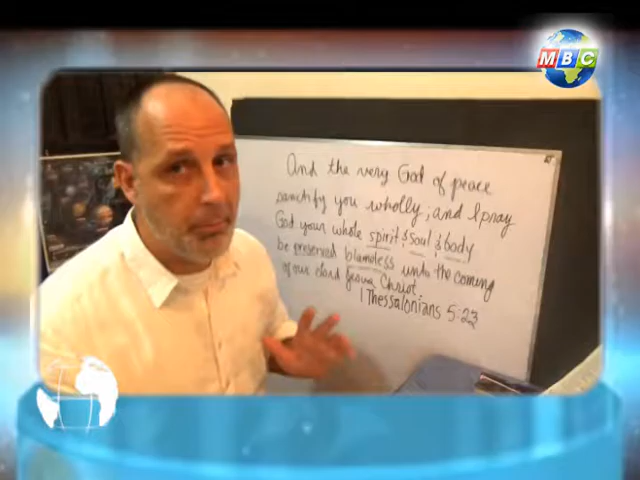 MBC
And the very God of peace
sanctify you wholly; and I pray
God your whole spirit & soul & body
be preserved blameless unto the coming
of our Lord Jesus Christ.
1 Thessalonians 5:23